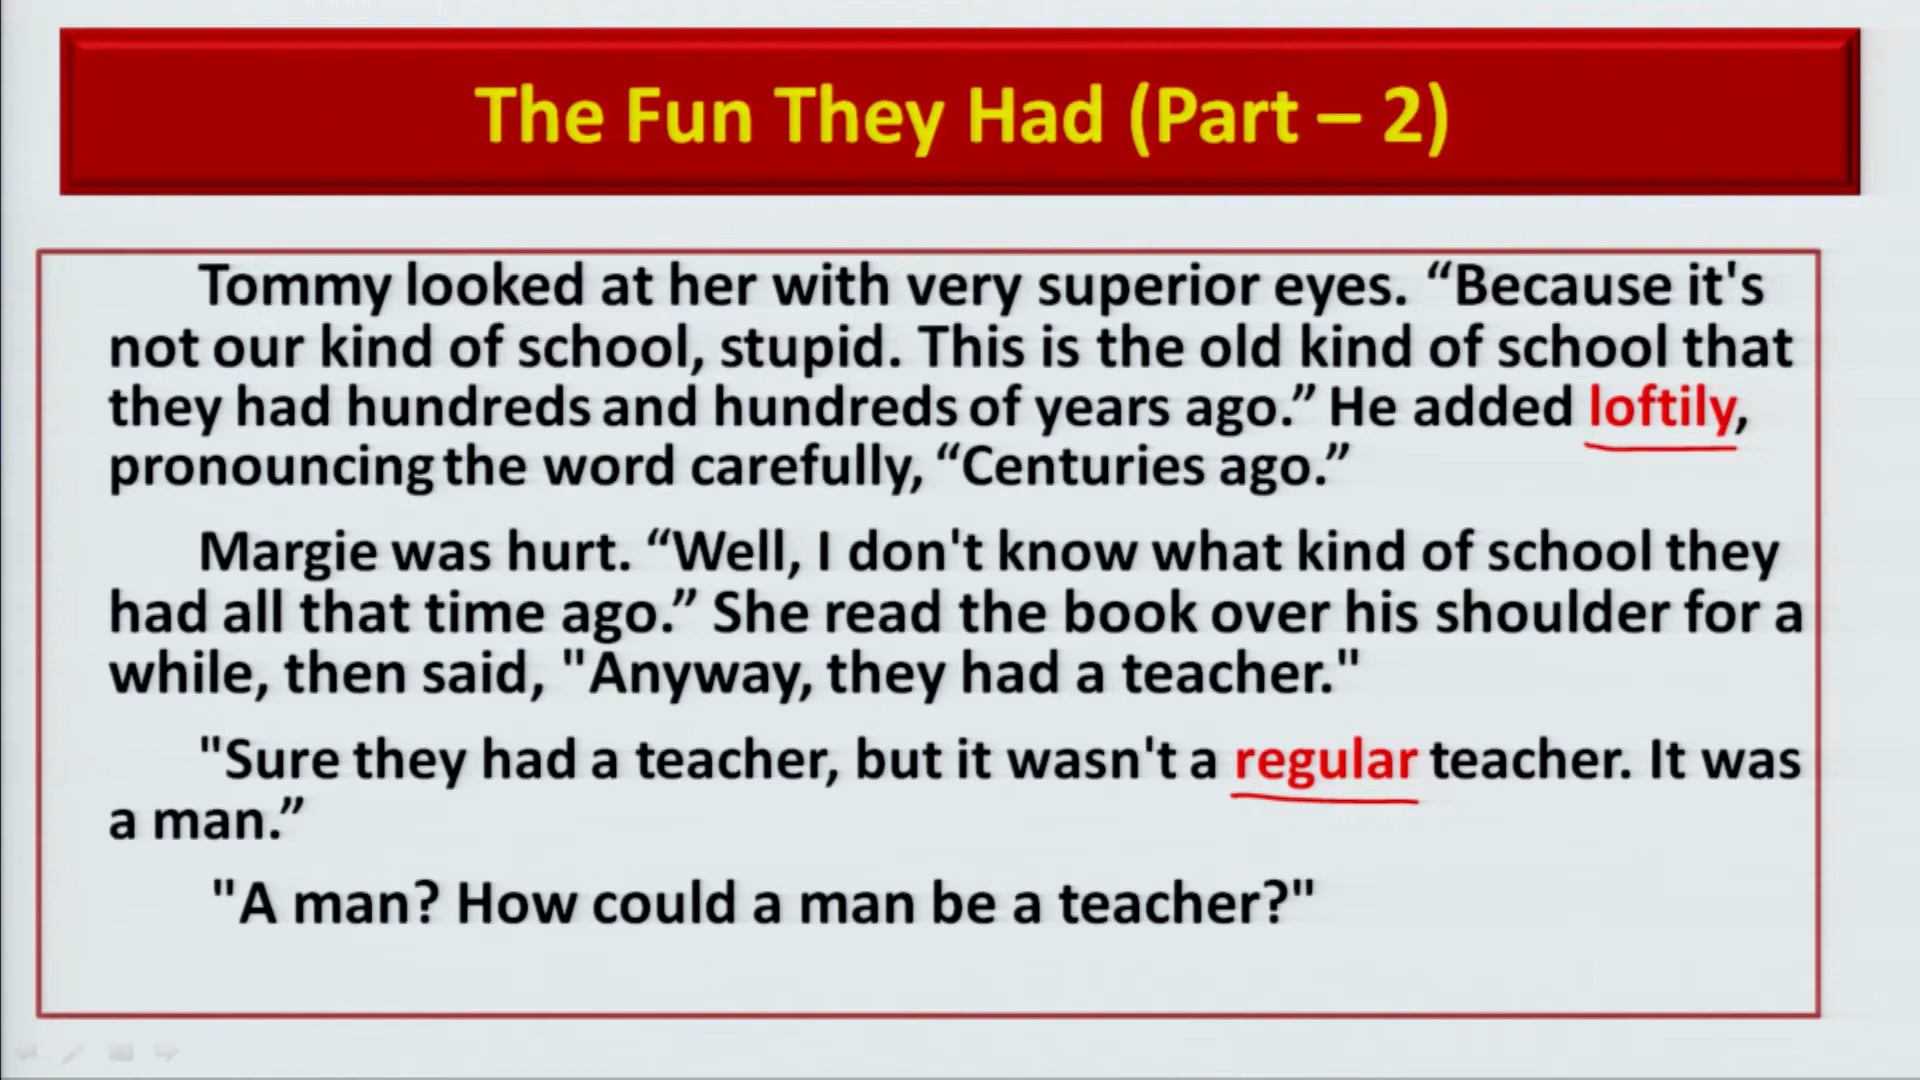 The Fun They Had (Part – 2)
Tommy looked at her with very superior eyes. “Because it's
not our kind of school, stupid. This is the old kind of school that
they had hundreds and hundreds of years ago.” He added loftily,
pronouncing the word carefully, “Centuries ago.”
Margie was hurt. “Well, I don't know what kind of school they
had all that time ago.” She read the book over his shoulder for a
while, then said, "Anyway, they had a teacher."
"Sure they had a teacher, but it wasn't a regular teacher. It was
a man.”
"A man? How could a man be a teacher?"